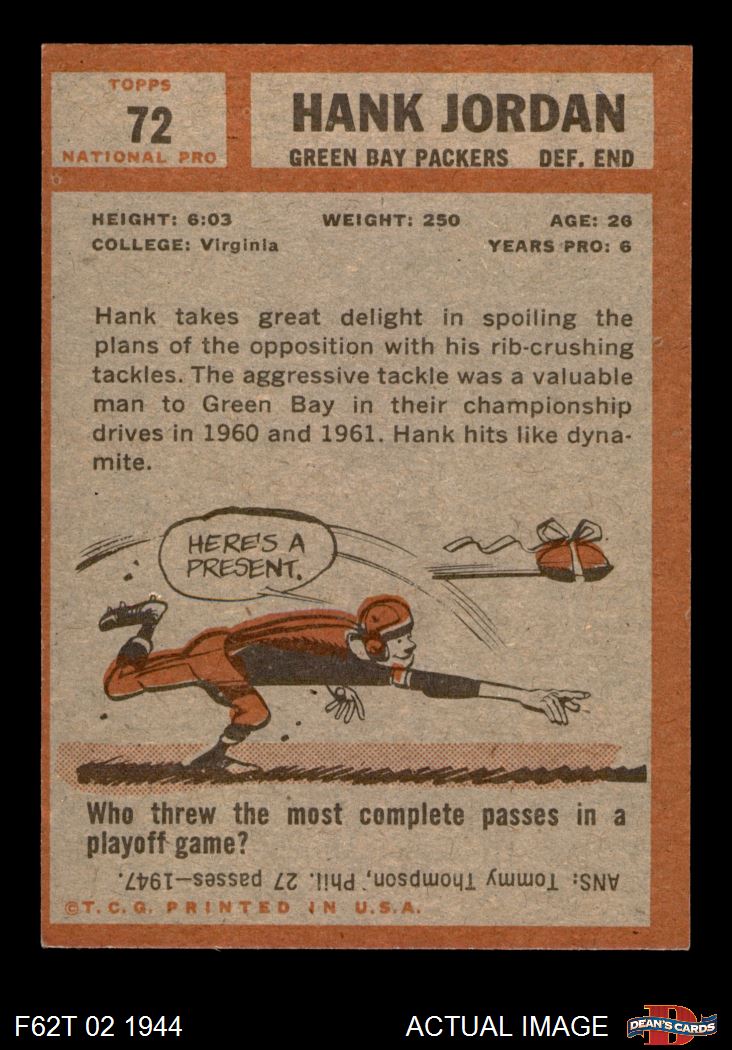 TOPPS
72
NATIONAL PRO
HANK JORDAN
GREEN BAY PACKERS DEF. END
HEIGHT: 6:03 WEIGHT: 250 AGE: 26
COLLEGE: Virginia YEARS PRO: 6
Hank takes great delight in spoiling the
plans of the opposition with his rib-crushing
tackles. The aggressive tackle was a valuable
man to Green Bay in their championship
drives in 1960 and 1961. Hank hits like dyna-
mite.
HERE'S A
PRESENT.
Who threw the most complete passes in a
playoff game?
ANS: Tommy Thompson, Phil. 27 passes—1947.
©T.C.G. PRINTED IN U.S.A.
F62T 02 1944 ACTUAL IMAGE
D
DEAN'S CARDS